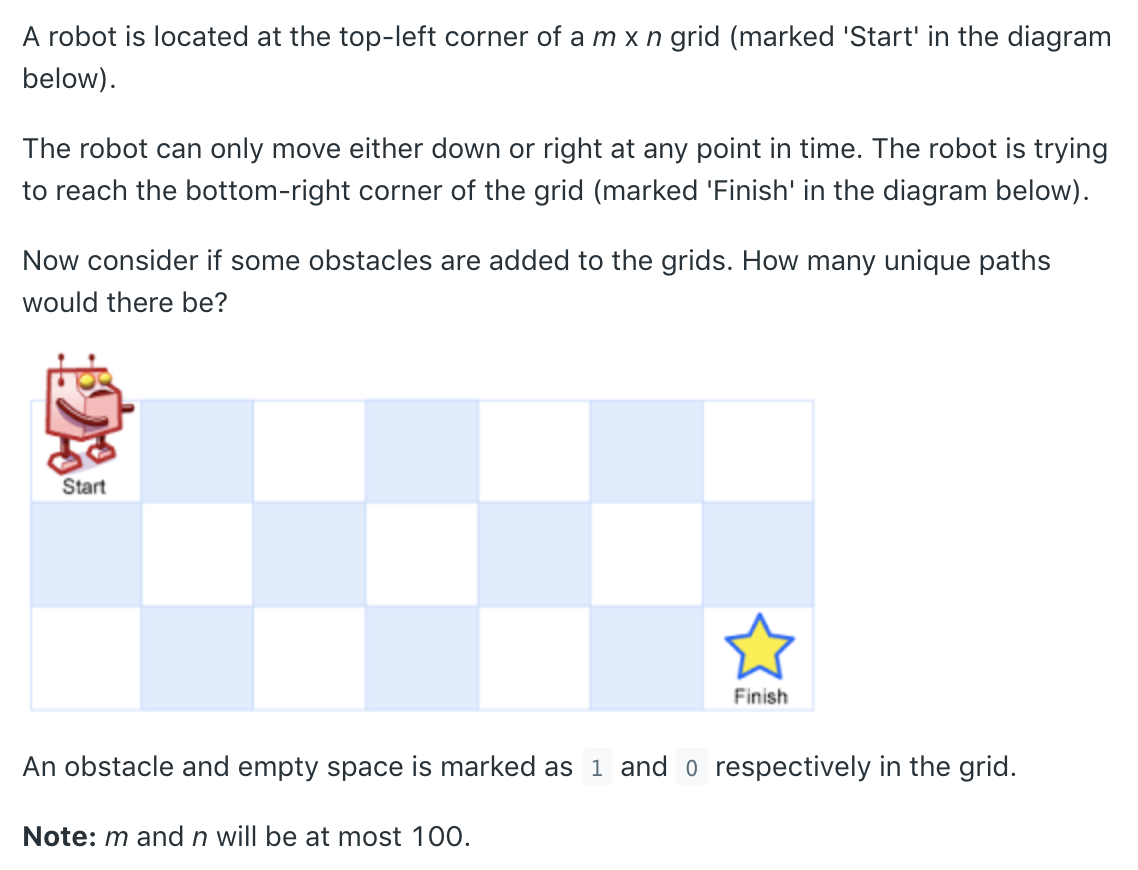 A robot is located at the top-left corner of a m x n grid (marked 'Start' in the diagram
below).
The robot can only move either down or right at any point in time. The robot is trying
to reach the bottom-right corner of the grid (marked 'Finish' in the diagram below).
Now consider if some obstacles are added to the grids. How many unique paths
would there be?
Start
Finish
An obstacle and empty space is marked as 1 and 0 respectively in the grid.
Note: m and n will be at most 100.